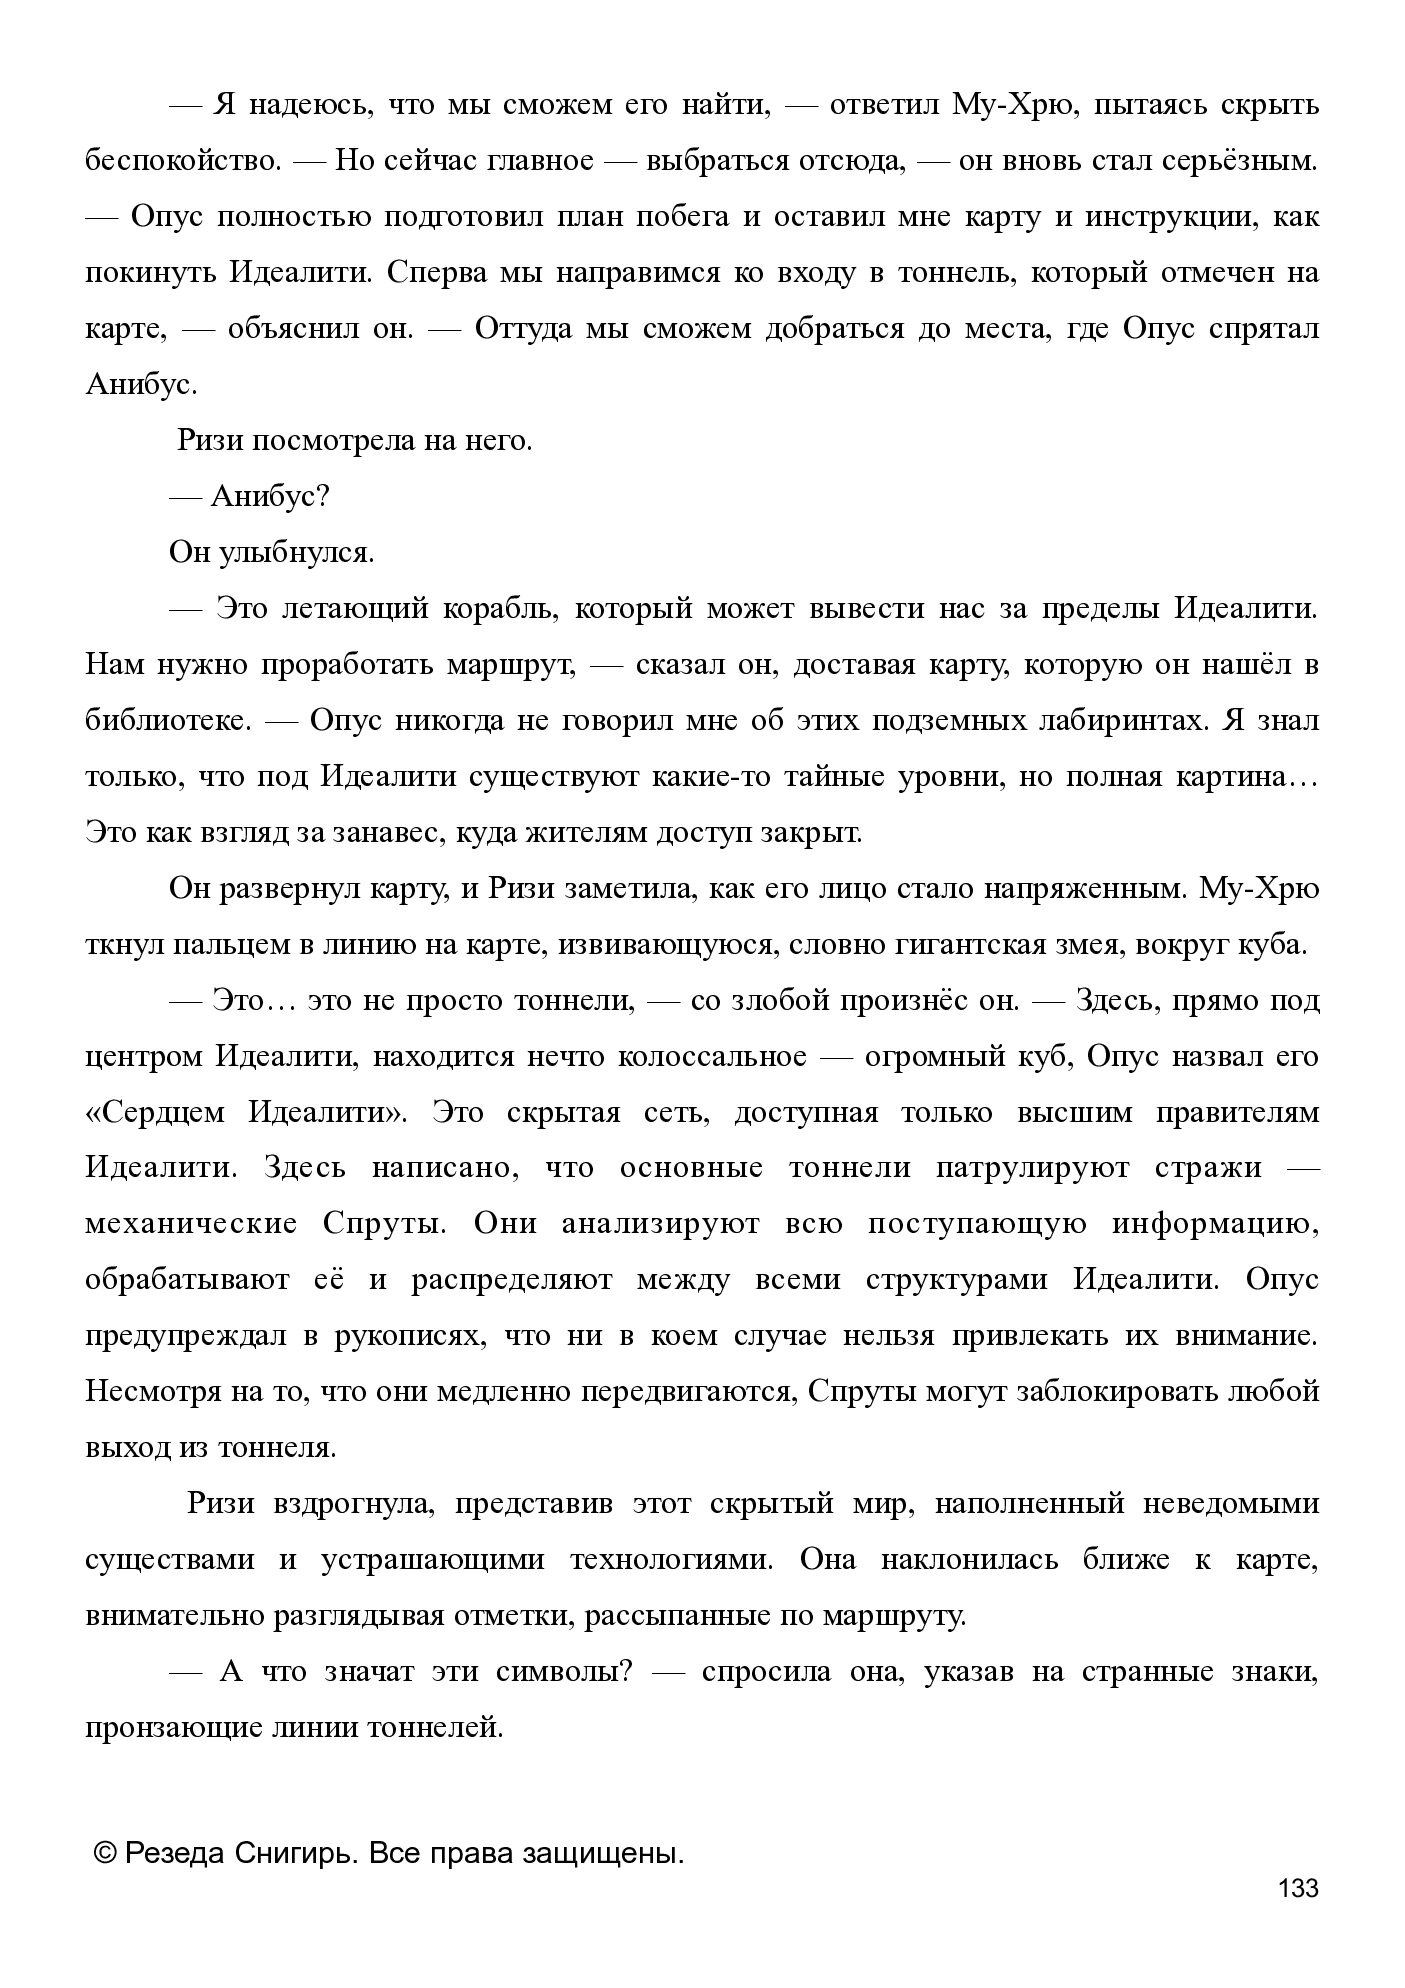 — Я надеюсь, что мы сможем его найти, — ответил Му-Хрю, пытаясь скрыть
беспокойство. — Но сейчас главное — выбраться отсюда, — он вновь стал серьёзным.
— Опус полностью подготовил план побега и оставил мне карту и инструкции, как
покинуть Идеалити. Сперва мы направимся ко входу в тоннель, который отмечен на
карте, — объяснил он. — Оттуда мы сможем добраться до места, где Опус спрятал
Анибус.
Ризи посмотрела на него.
— Анибус?
Он улыбнулся.
— Это летающий корабль, который может вывести нас за пределы Идеалити.
Нам нужно проработать маршрут, — сказал он, доставая карту, которую он нашёл в
библиотеке. — Опус никогда не говорил мне об этих подземных лабиринтах. Я знал
только, что под Идеалити существуют какие-то тайные уровни, но полная картина…
Это как взгляд за занавес, куда жителям доступ закрыт.
Он развернул карту, и Ризи заметила, как его лицо стало напряженным. Му-Хрю
ткнул пальцем в линию на карте, извивающуюся, словно гигантская змея, вокруг куба.
— Это… это не просто тоннели, — со злобой произнёс он. — Здесь, прямо под
центром Идеалити, находится нечто колоссальное — огромный куб, Опус назвал его
«Сердцем Идеалити». Это скрытая сеть, доступная только высшим правителям
Идеалити. Здесь написано, что основные тоннели патрулируют стражи —
механические Спруты. Они анализируют всю поступающую информацию,
обрабатывают её и распределяют между всеми структурами Идеалити. Опус
предупреждал в рукописях, что ни в коем случае нельзя привлекать их внимание.
Несмотря на то, что они медленно передвигаются, Спруты могут заблокировать любой
выход из тоннеля.
Ризи вздрогнула, представив этот скрытый мир, наполненный неведомыми
существами и устрашающими технологиями. Она наклонилась ближе к карте,
внимательно разглядывая отметки, рассыпанные по маршруту.
— А что значат эти символы? — спросила она, указав на странные знаки,
пронзающие линии тоннелей.
© Резеда Снигирь. Все права защищены.
133